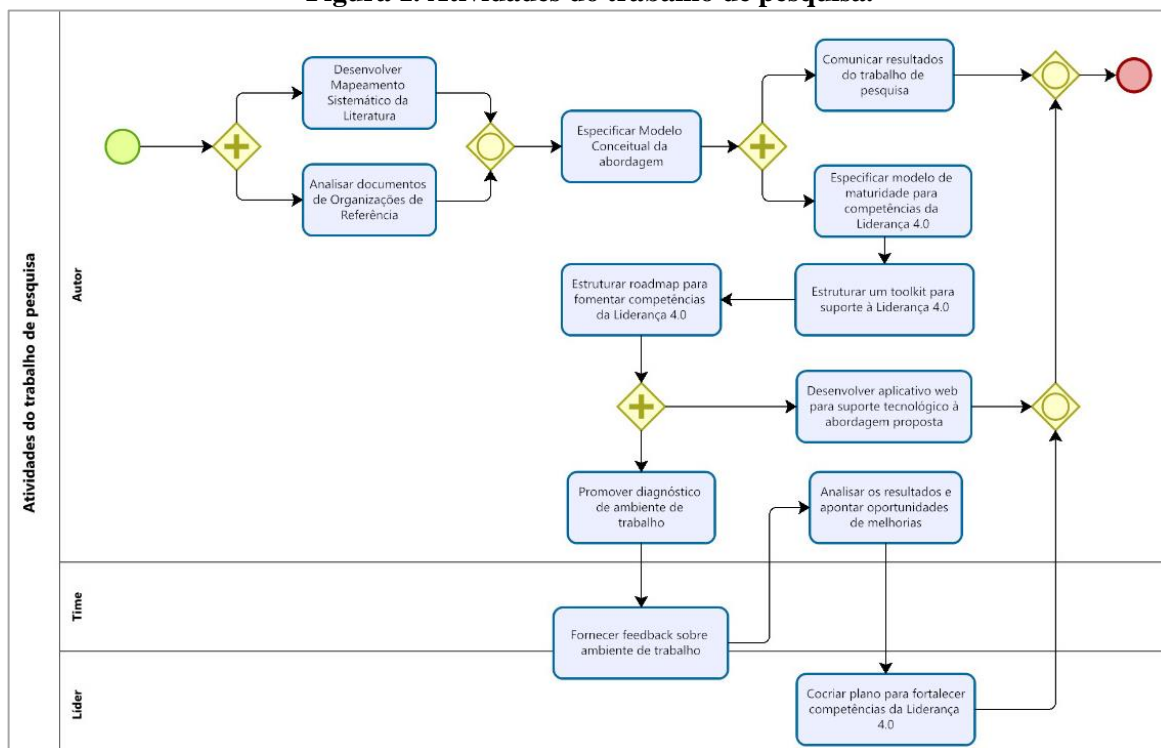 Figura 1. Atividades do trabalho de pesquisa.
Atividades do trabalho de pesquisa
Autor
Desenvolver
Mapeamento
Sistemático da
Literatura
Analisar documentos
de Organizações de
Referência
Especificar Modelo
Conceitual da
abordagem
Comunicar resultados
do trabalho de
pesquisa
Especificar modelo de
maturidade para
competências da
Liderança 4.0
Estruturar um toolkit para
suporte à Liderança 4.0
Estruturar roadmap para
fomentar competências
da Liderança 4.0
Desenvolver aplicativo web
para suporte tecnológico à
abordagem proposta
Promover diagnóstico
de ambiente de
trabalho
Analisar os resultados e
apontar oportunidades
de melhorias
Time
Fornecer feedback sobre
ambiente de trabalho
Líder
Cocriar plano para fortalecer
competências da Liderança
4.0